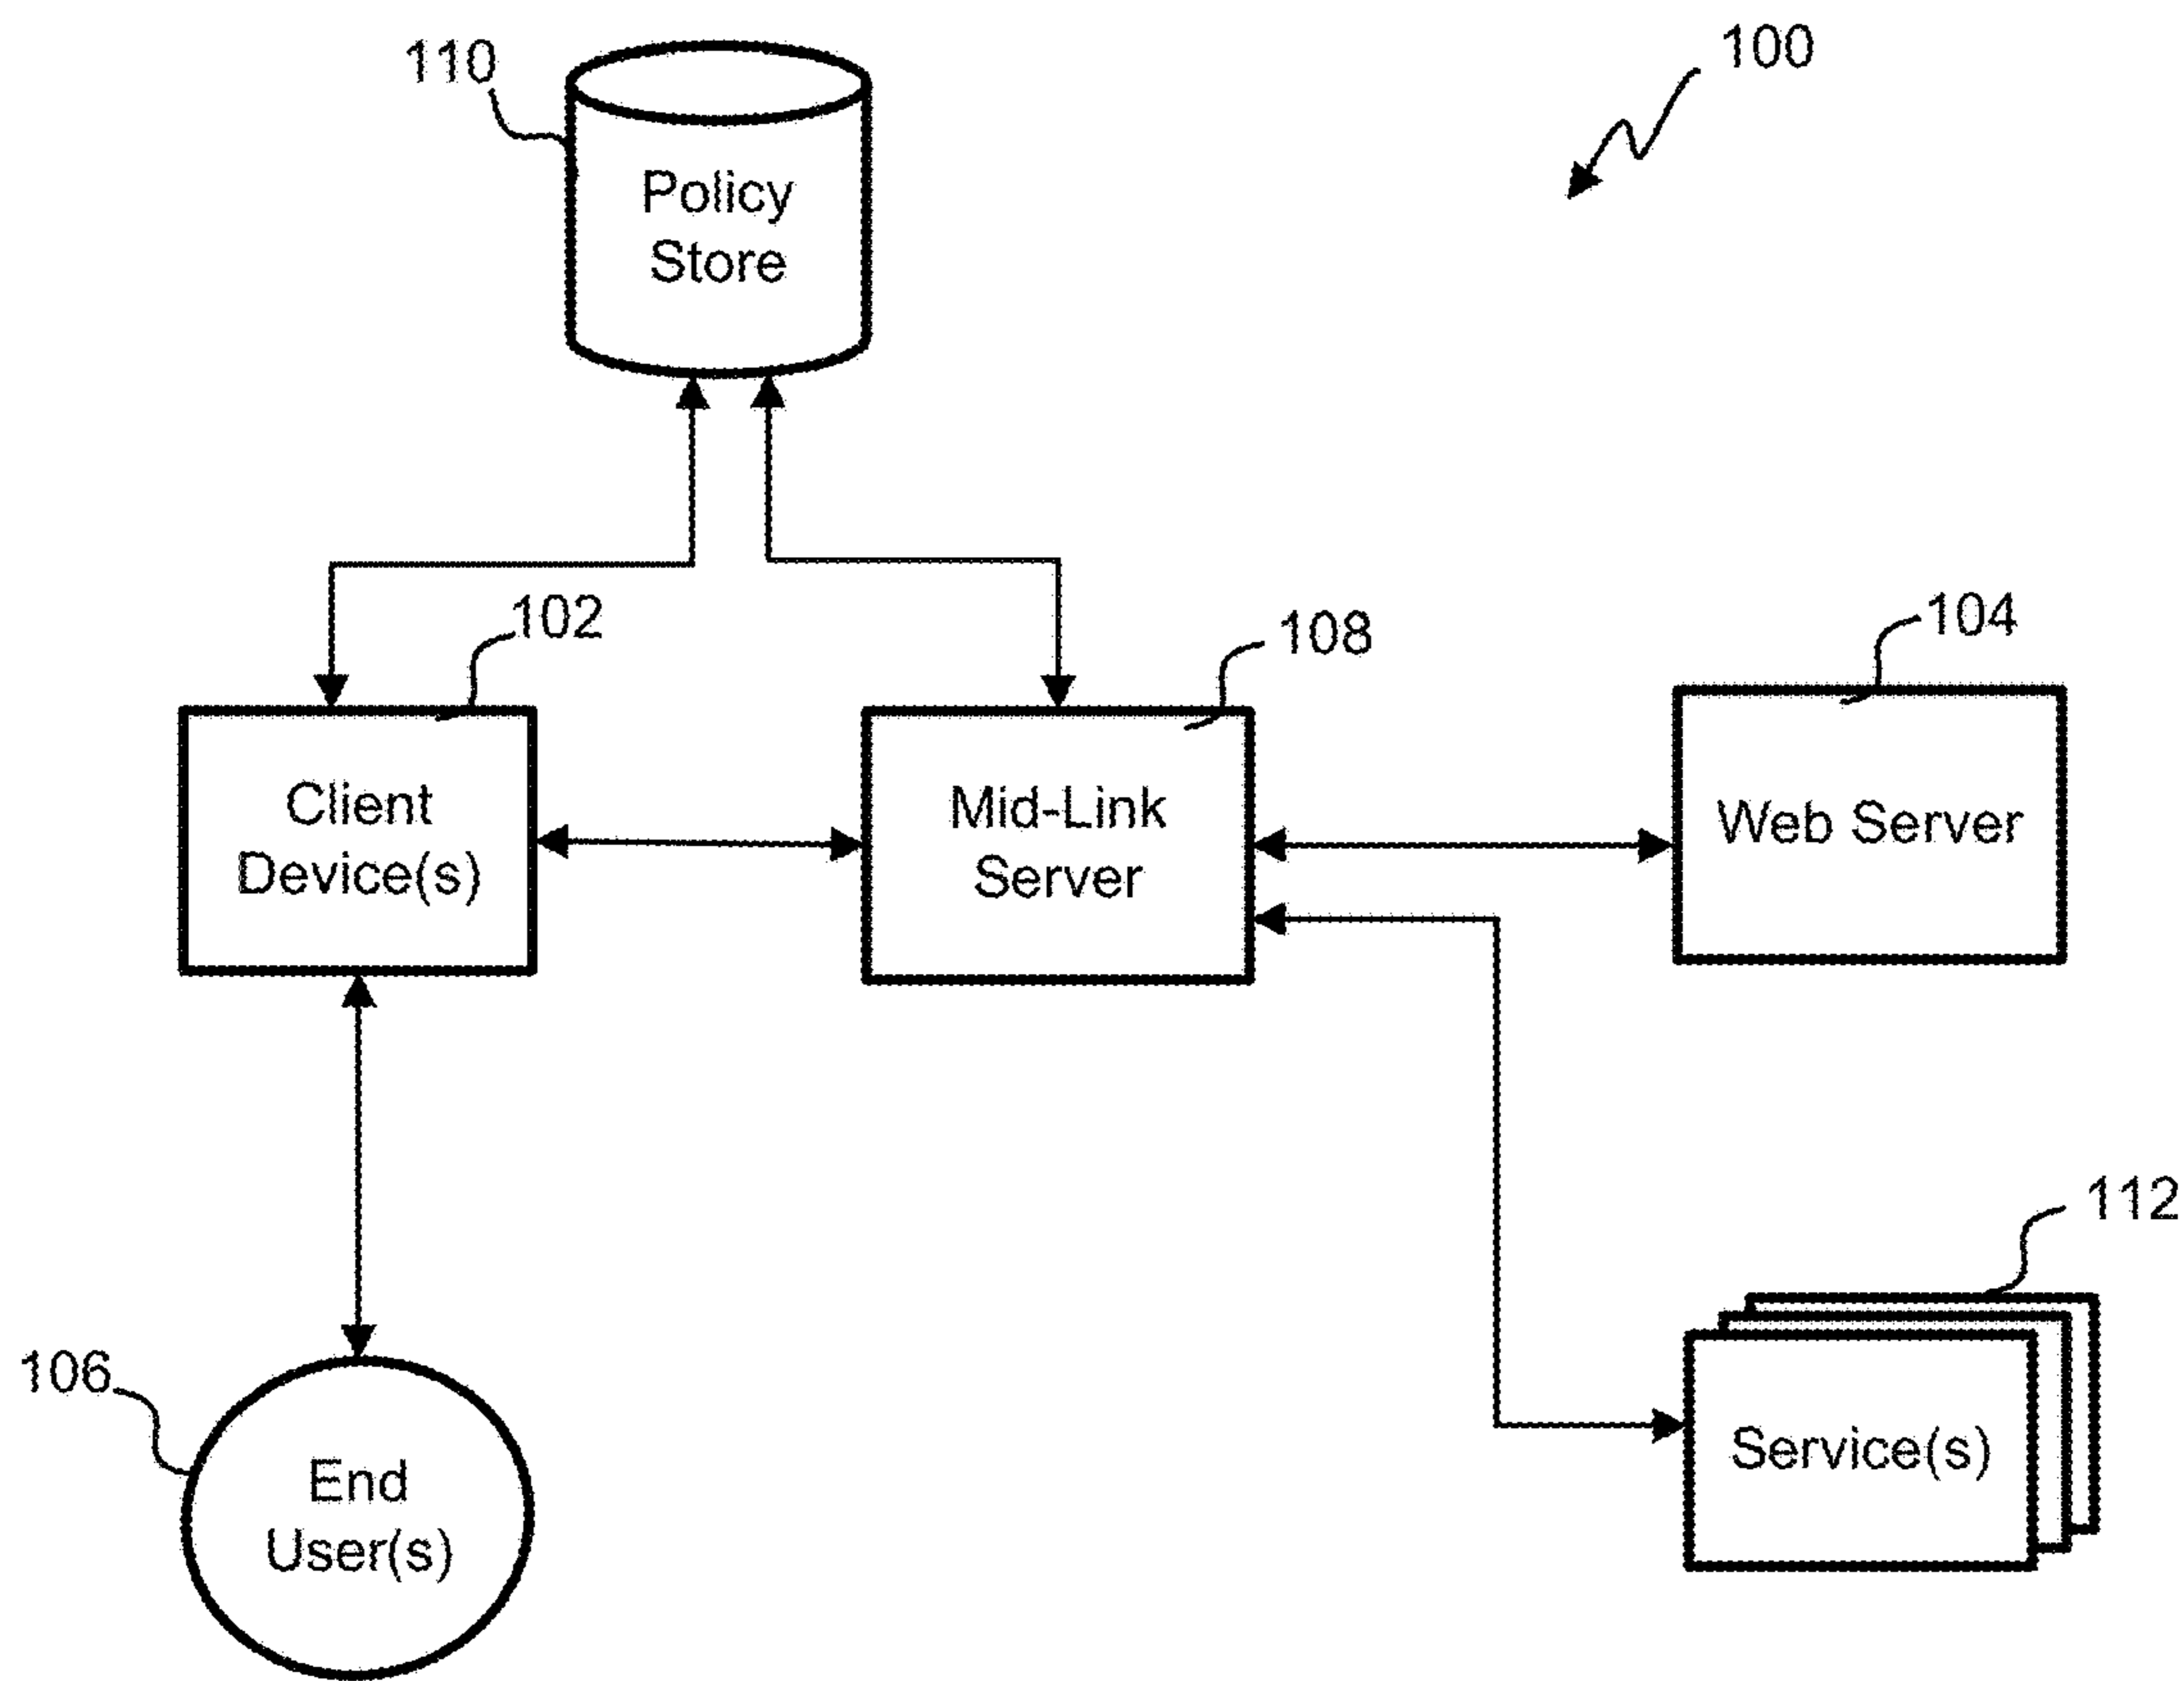 100
110
Policy
Store
102
108
104
Client
Device(s)
Mid-Link
Server
Web Server
112
106
End
User(s)
Service(s)